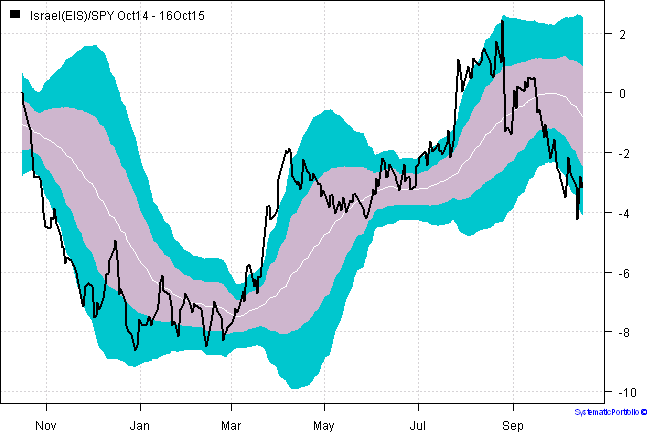 Israel(EIS)/SPY Oct14 - 16Oct15
2
0
-2
-4
-6
-8
-10
Nov Jan Mar May Jul Sep
SystematicPortfolio ©